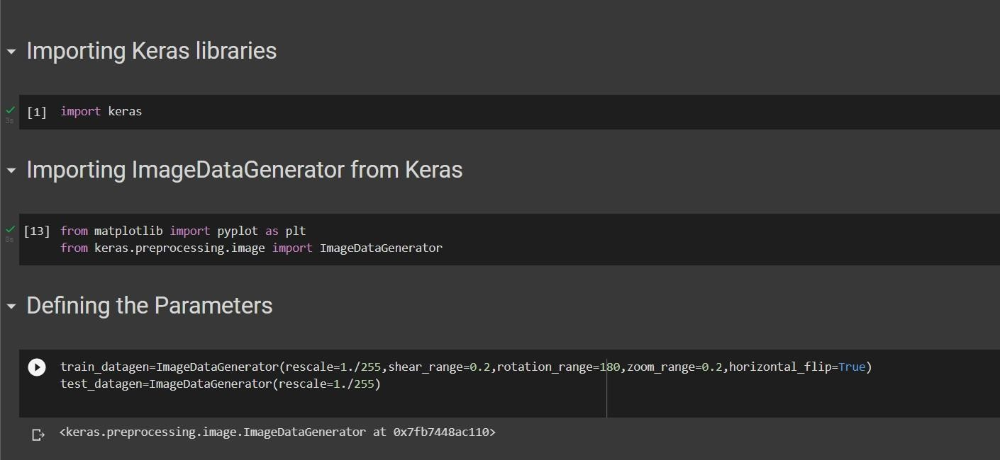 Importing Keras libraries
3s
[1] import keras
Importing ImageDataGenerator from Keras
0s
[13] from matplotlib import pyplot as plt
from keras.preprocessing.image import ImageDataGenerator
Defining the Parameters
train_datagen=ImageDataGenerator(rescale=1./255,shear_range=0.2,rotation_range=180,zoom_range=0.2,horizontal_flip=True)
test_datagen=ImageDataGenerator(rescale=1./255)
<keras.preprocessing.image.ImageDataGenerator at 0x7fb7448ac110>